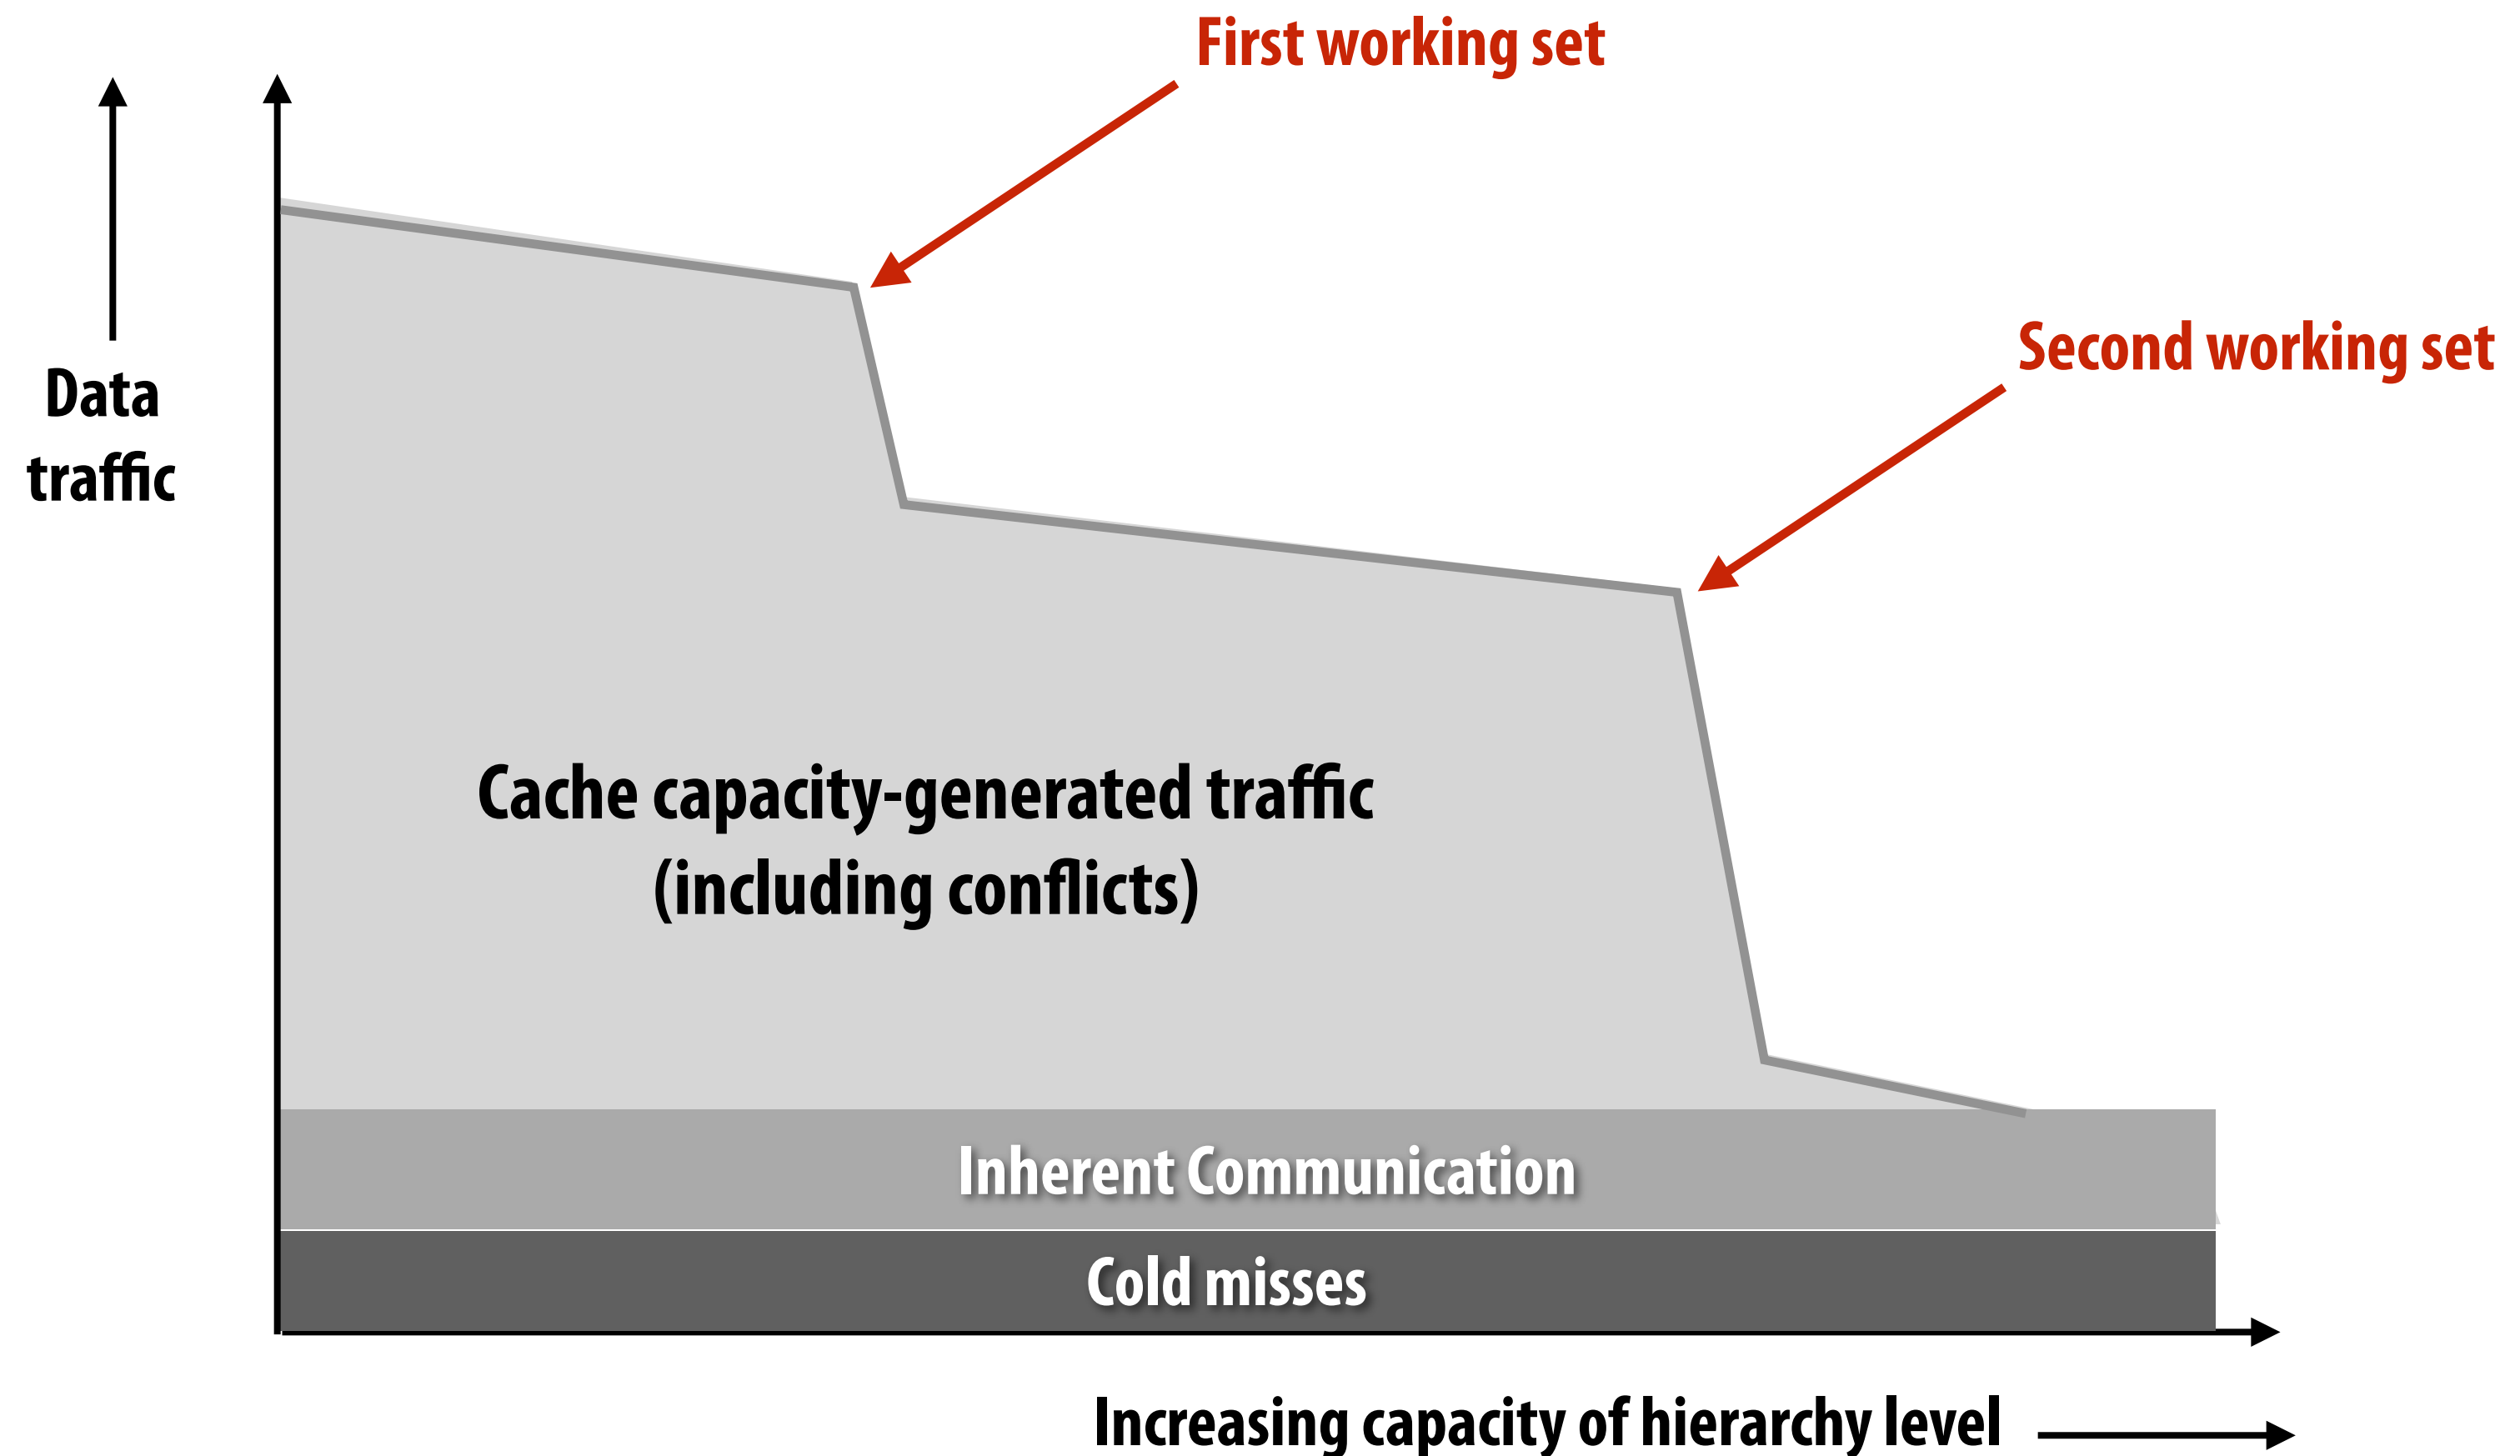 First working set
Second working set
Data
traffic
Cache capacity-generated traffic
(including conflicts)
Inherent Communication
Cold misses
Increasing capacity of hierarchy level